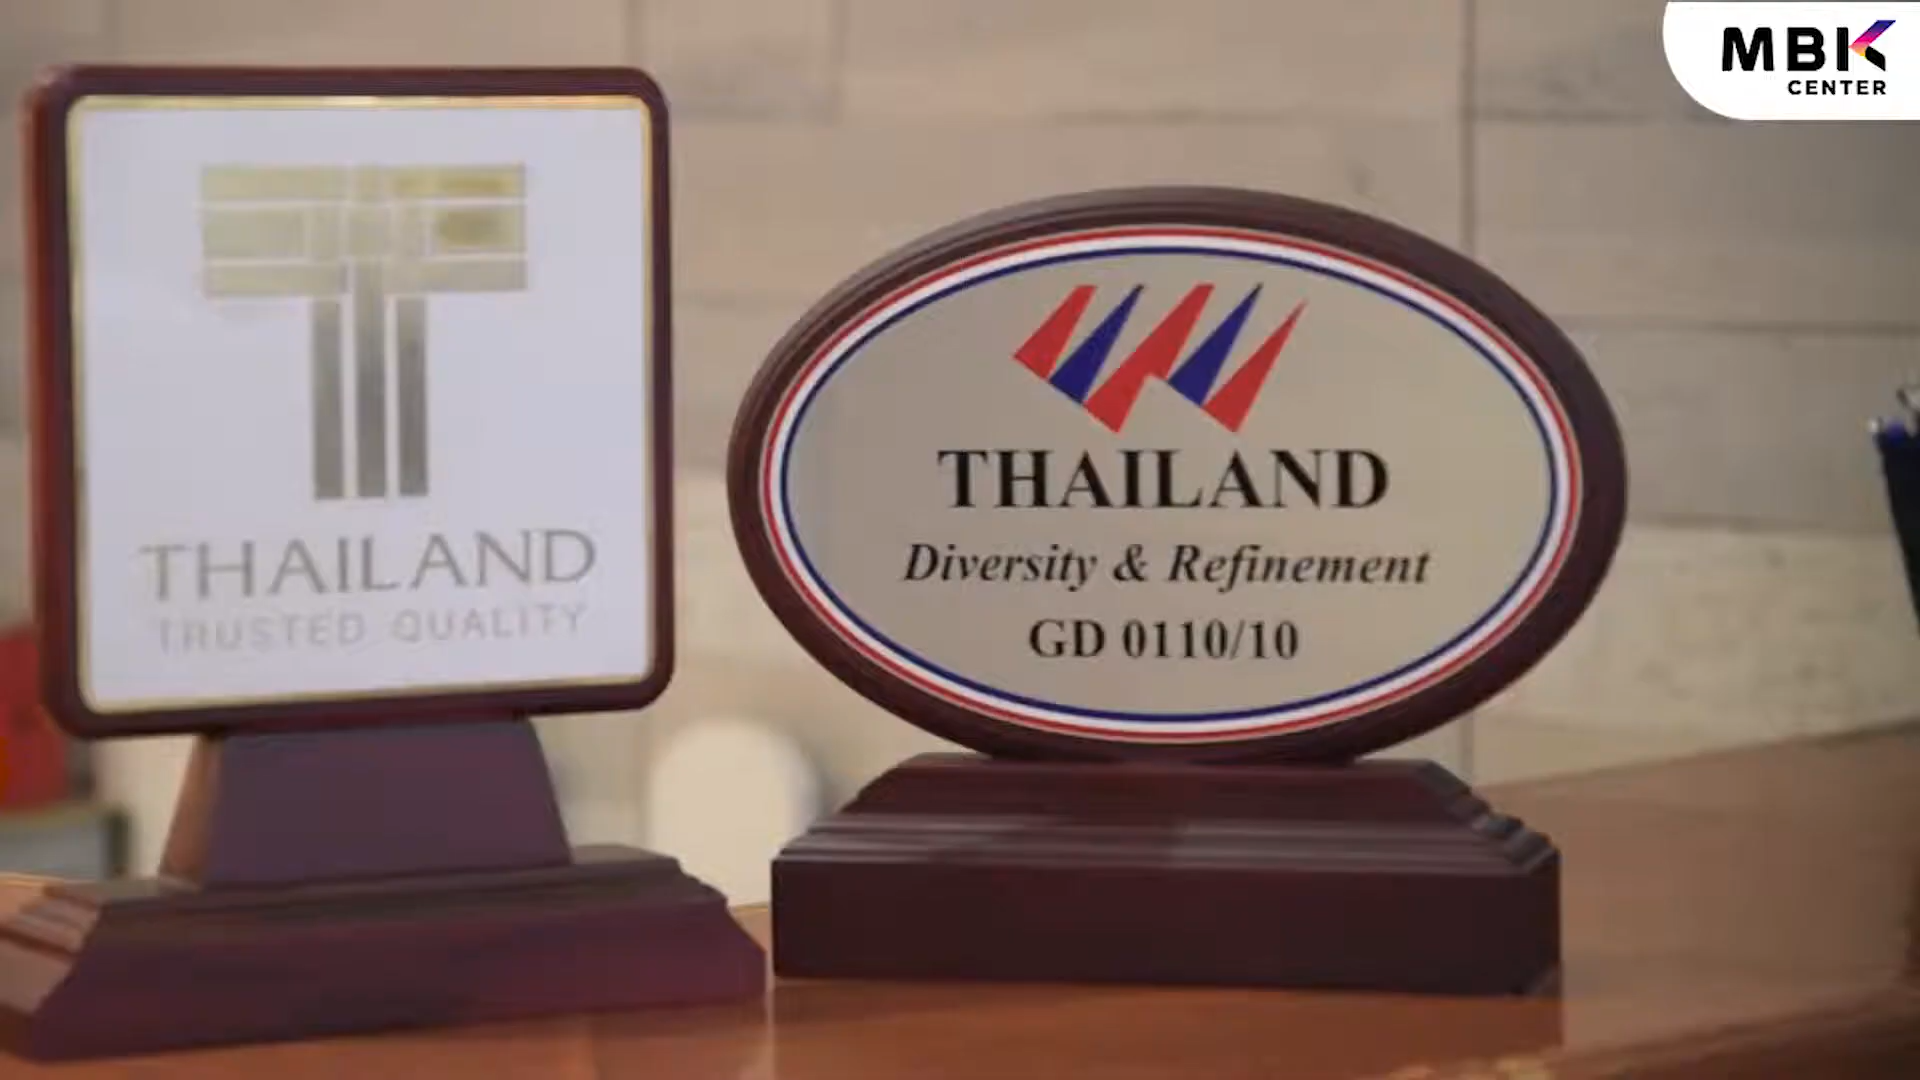 THAILAND
TRUSTED QUALITY
THAILAND
Diversity & Refinement
GD 0110/10
MBK
CENTER